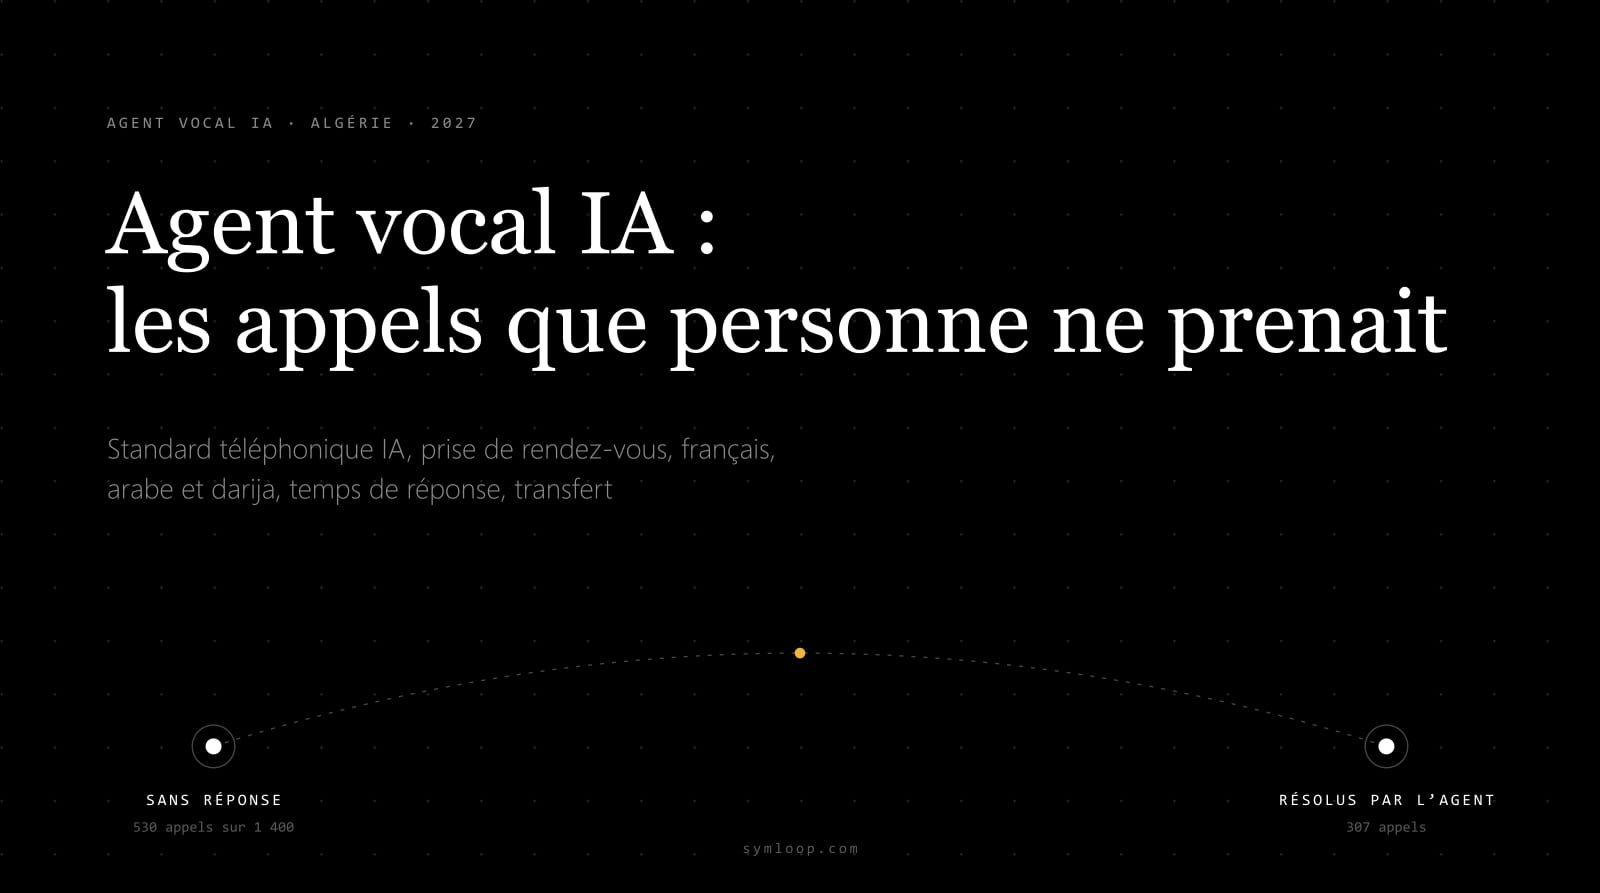 AGENT VOCAL IA · ALGÉRIE · 2027
Agent vocal IA :
les appels que personne ne prenait
Standard téléphonique IA, prise de rendez-vous, français,
arabe et darija, temps de réponse, transfert
SANS RÉPONSE
530 appels sur 1 400
RÉSOLUS PAR L’AGENT
307 appels
symloop.com